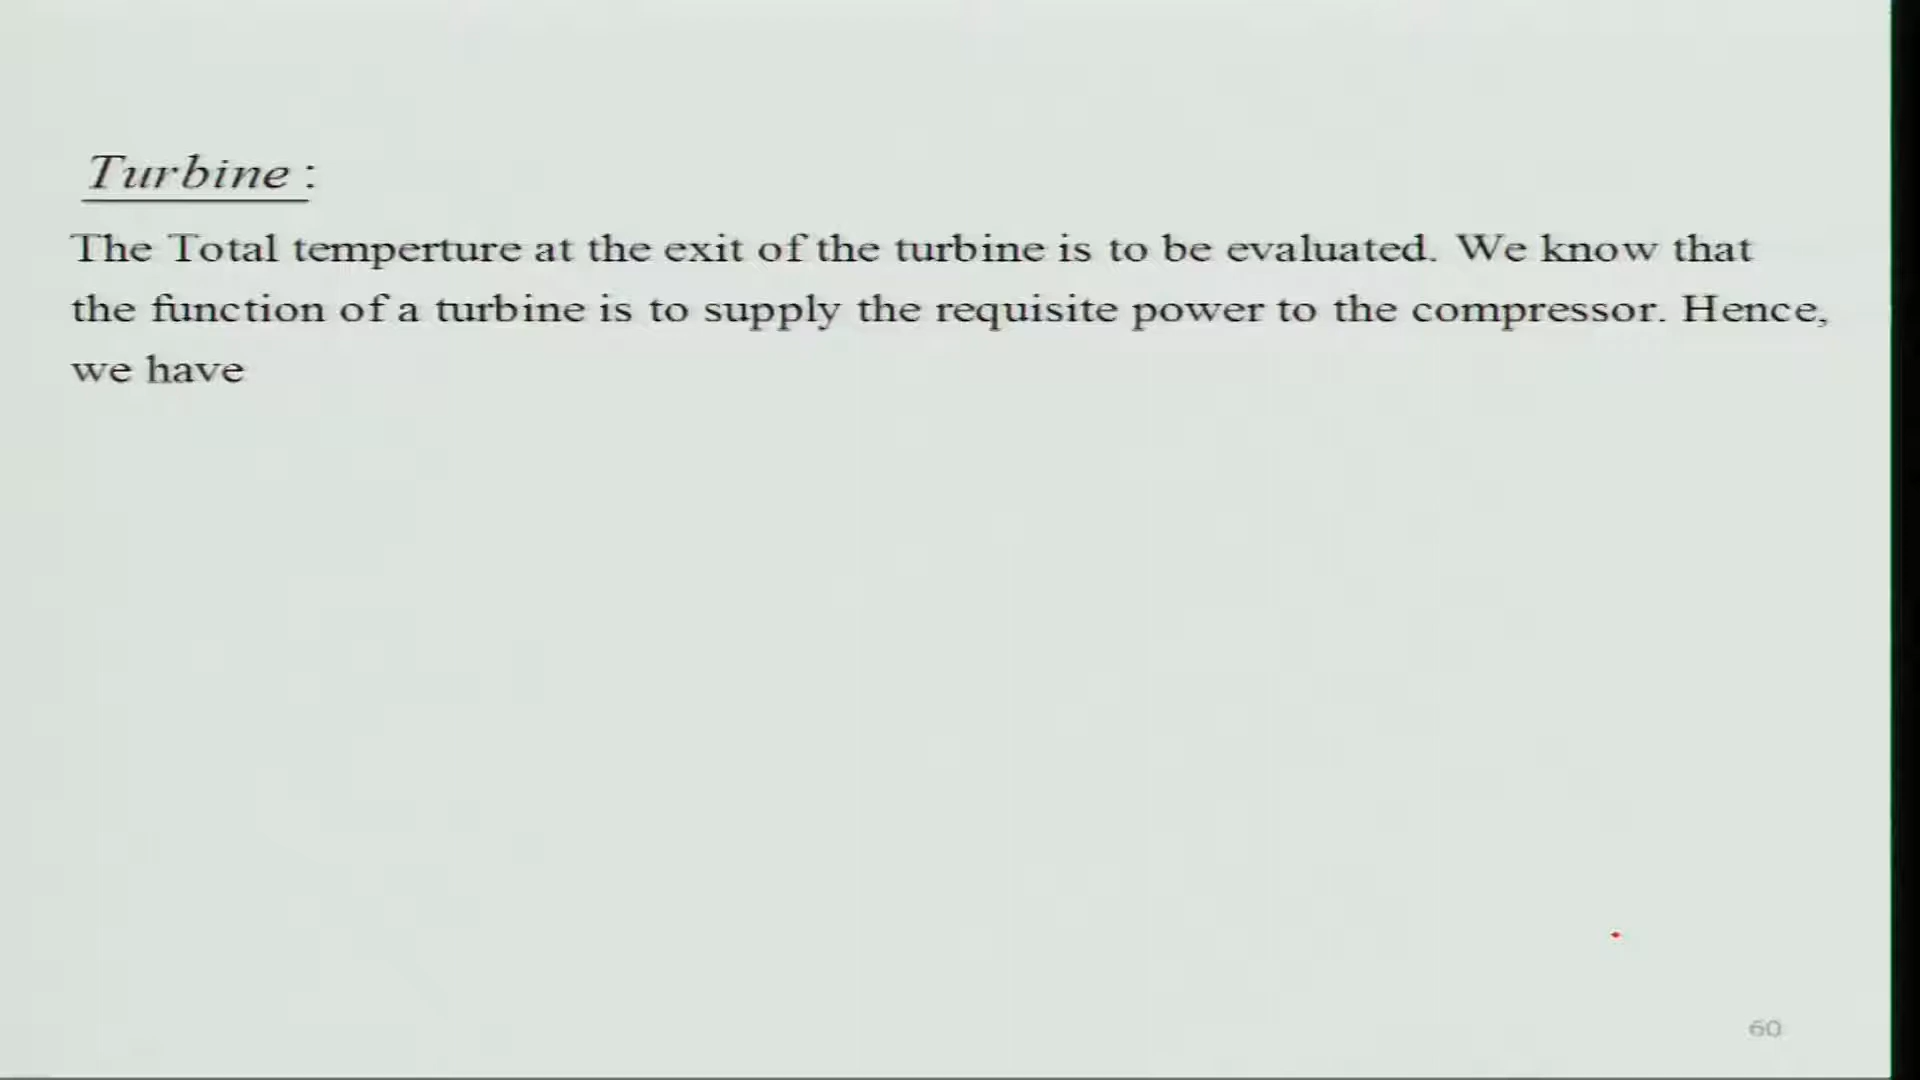 Turbine :
The Total temperture at the exit of the turbine is to be evaluated. We know that
the function of a turbine is to supply the requisite power to the compressor. Hence,
we have
60